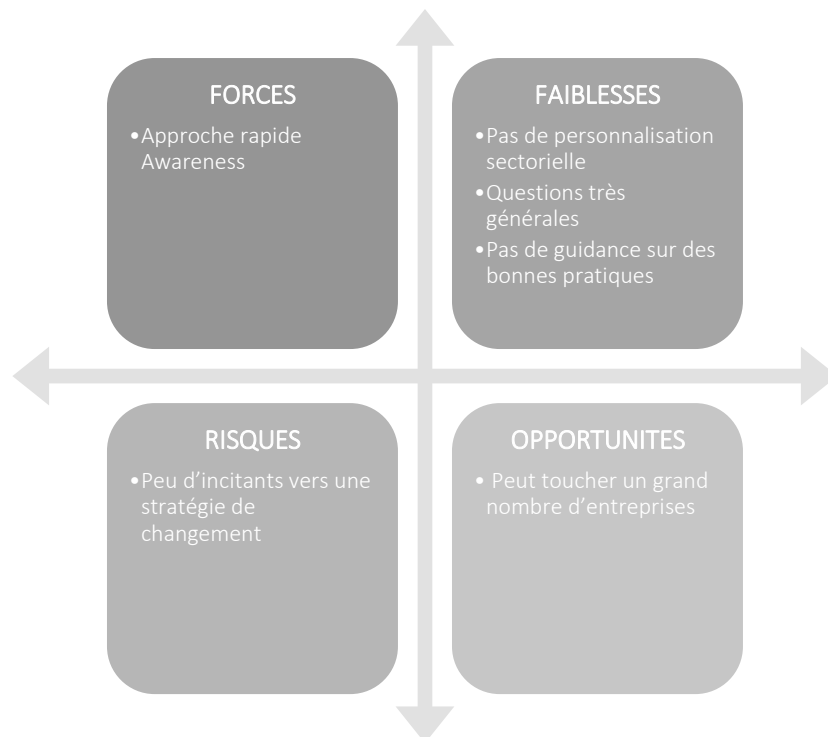 FORCES
•Approche rapide
Awareness
FAIBLESSES
•Pas de personnalisation
sectorielle
•Questions très
générales
•Pas de guidance sur des
bonnes pratiques
RISQUES
•Peu d’incitants vers une
stratégie de
changement
OPPORTUNITES
• Peut toucher un grand
nombre d’entreprises